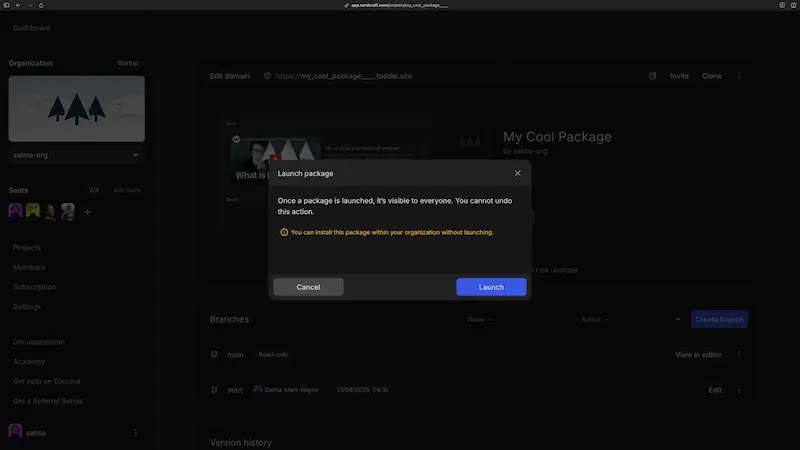 app.nordcraft.com/projects/my_cool_package____
Dashboard
Organization
Startup
salma-org
Seats
2/3
Get more
Projects
Members
Subscription
Settings
Documentation
Academy
Get help on Discord
Get a Referral Bonus
salma
Edit domain
https://my_cool_package____.toddle.site
Invite
Clone
What is
My Cool Package
by salma-org
Launch package
Once a package is launched, it's visible to everyone. You cannot undo
this action.
You can install this package within your organization without launching.
Cancel
Launch
't be undone!
Branches
Name
Author
Create branch
main
Read-only
View in editor
start
Salma Alam-Naylor
13/06/2025, 08:31
Edit
Version history